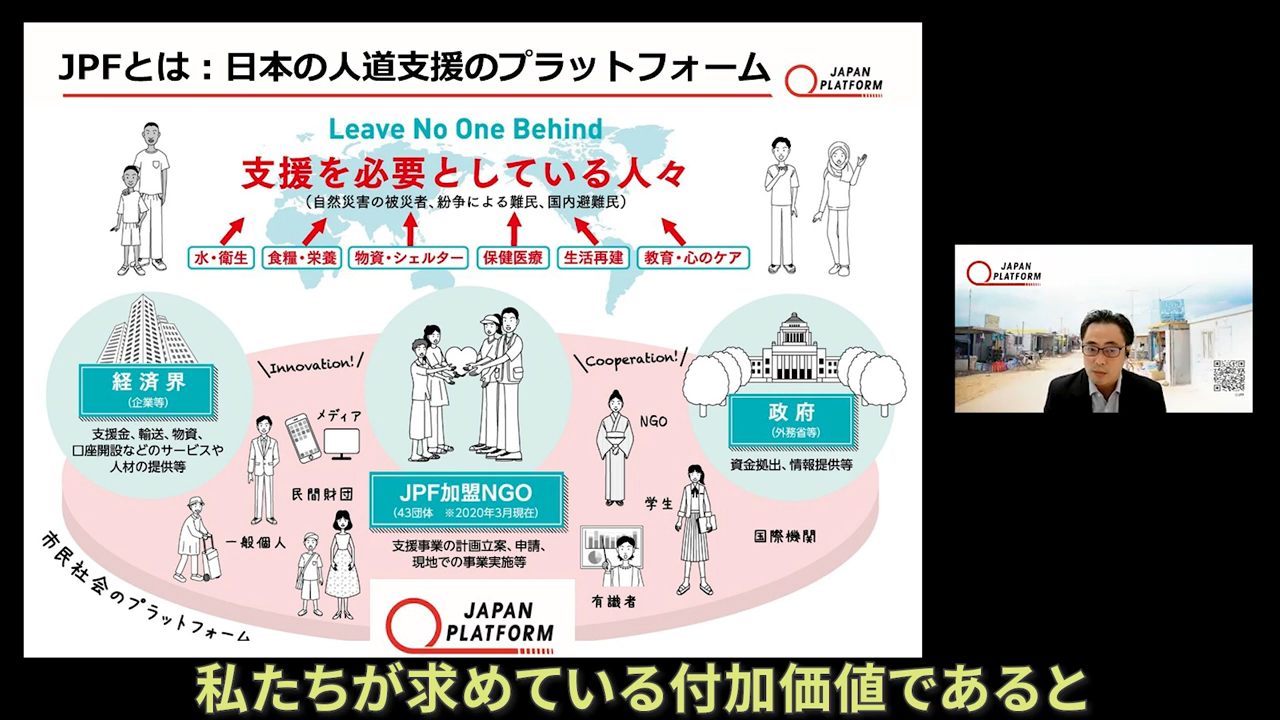 JPFとは：日本の人道支援のプラットフォーム
JAPAN
PLATFORM
Leave No One Behind
支援を必要としている人々
（自然災害の被災者、紛争による難民、国内避難民）
水・衛生
食糧・栄養
物資・シェルター
保健医療
生活再建
教育・心のケア
JAPAN
PLATFORM
経済界
（企業等）
支援金、輸送、物資、
口座開設などのサービスや
人材の提供等
\Innovation!/
メディア
民間財団
一般個人
JPF加盟NGO
（43団体　※2020年3月現在）
支援事業の計画立案、申請、
現地での事業実施等
\Cooperation!/
NGO
学生
有識者
国際機関
政府
（外務省等）
資金拠出、情報提供等
市民社会のプラットフォーム
JAPAN
PLATFORM
私たちが求めている付加価値であると